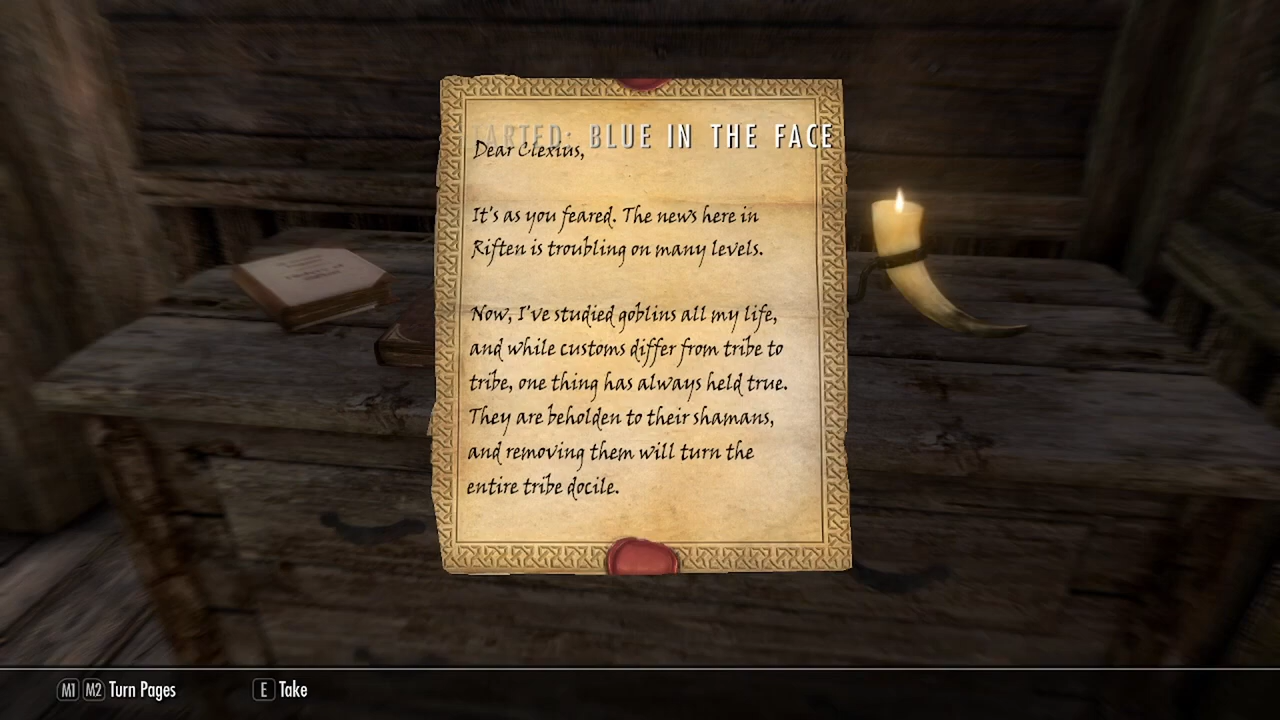 STARTED: BLUE IN THE FACE
Dear Clexius,
It's as you feared. The news here in
Riften is troubling on many levels.
Now, I've studied goblins all my life,
and while customs differ from tribe to
tribe, one thing has always held true.
They are beholden to their shamans,
and removing them will turn the
entire tribe docile.
M1 M2 Turn Pages
E Take